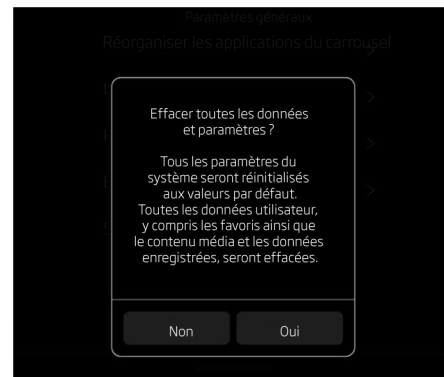 Paramètres généraux
Réorganiser les applications du carrousel
>
>
>
>
Effacer toutes les données
et paramètres ?
Tous les paramètres du
système seront réinitialisés
aux valeurs par défaut.
Toutes les données utilisateur,
y compris les favoris ainsi que
le contenu média et les données
enregistrées, seront effacées.
Non
Oui